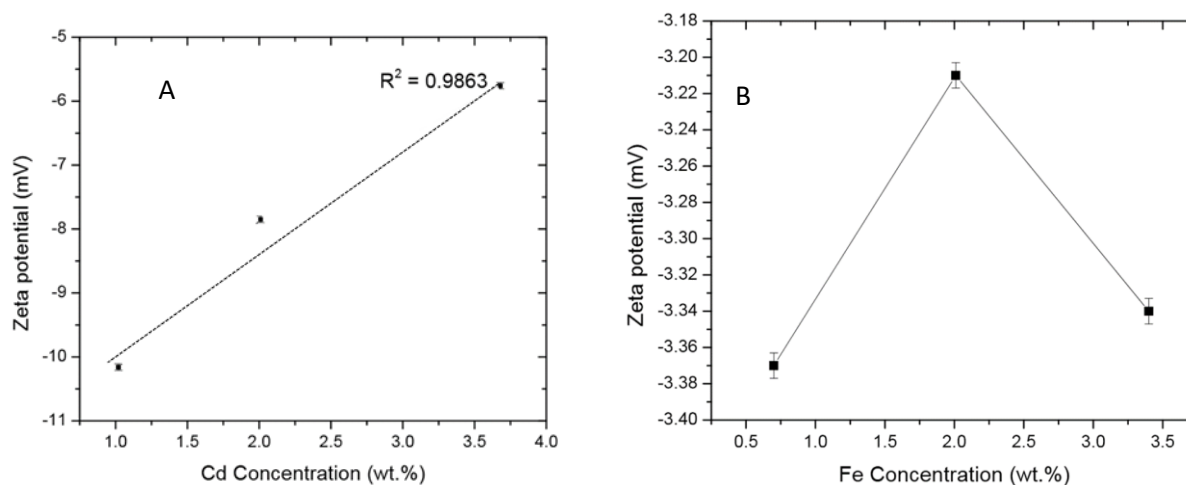 A
R² = 0.9863
Zeta potential (mV)
-5
-6
-7
-8
-9
-10
-11
1.0 1.5 2.0 2.5 3.0 3.5 4.0
Cd Concentration (wt.%)
B
Zeta potential (mV)
-3.18
-3.20
-3.22
-3.24
-3.26
-3.28
-3.30
-3.32
-3.34
-3.36
-3.38
-3.40
0.5 1.0 1.5 2.0 2.5 3.0 3.5
Fe Concentration (wt.%)